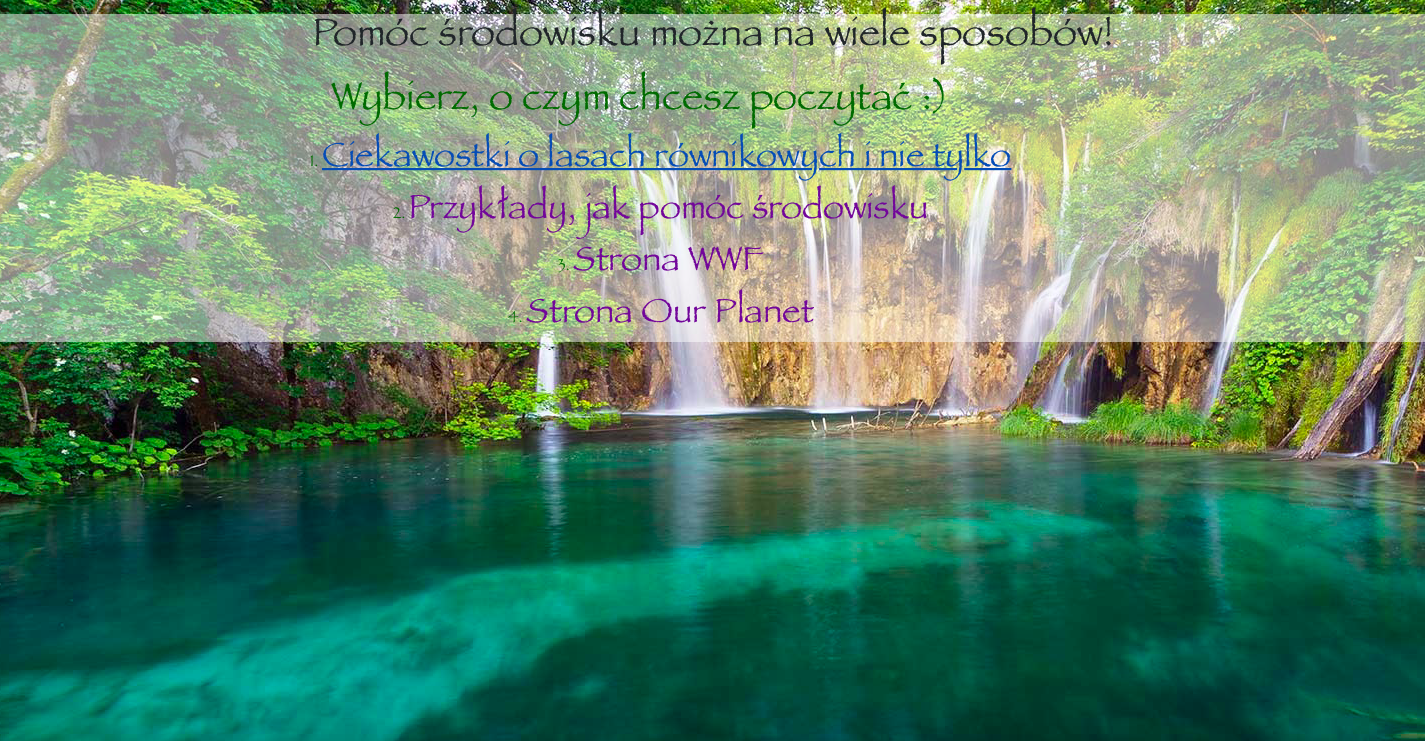 Pomóc środowisku można na wiele sposobów!
Wybierz, o czym chcesz poczytać :)
1. Ciekawostki o lasach równikowych i nie tylko
2. Przykłady, jak pomóc środowisku
3. Strona WWF
4. Strona Our Planet